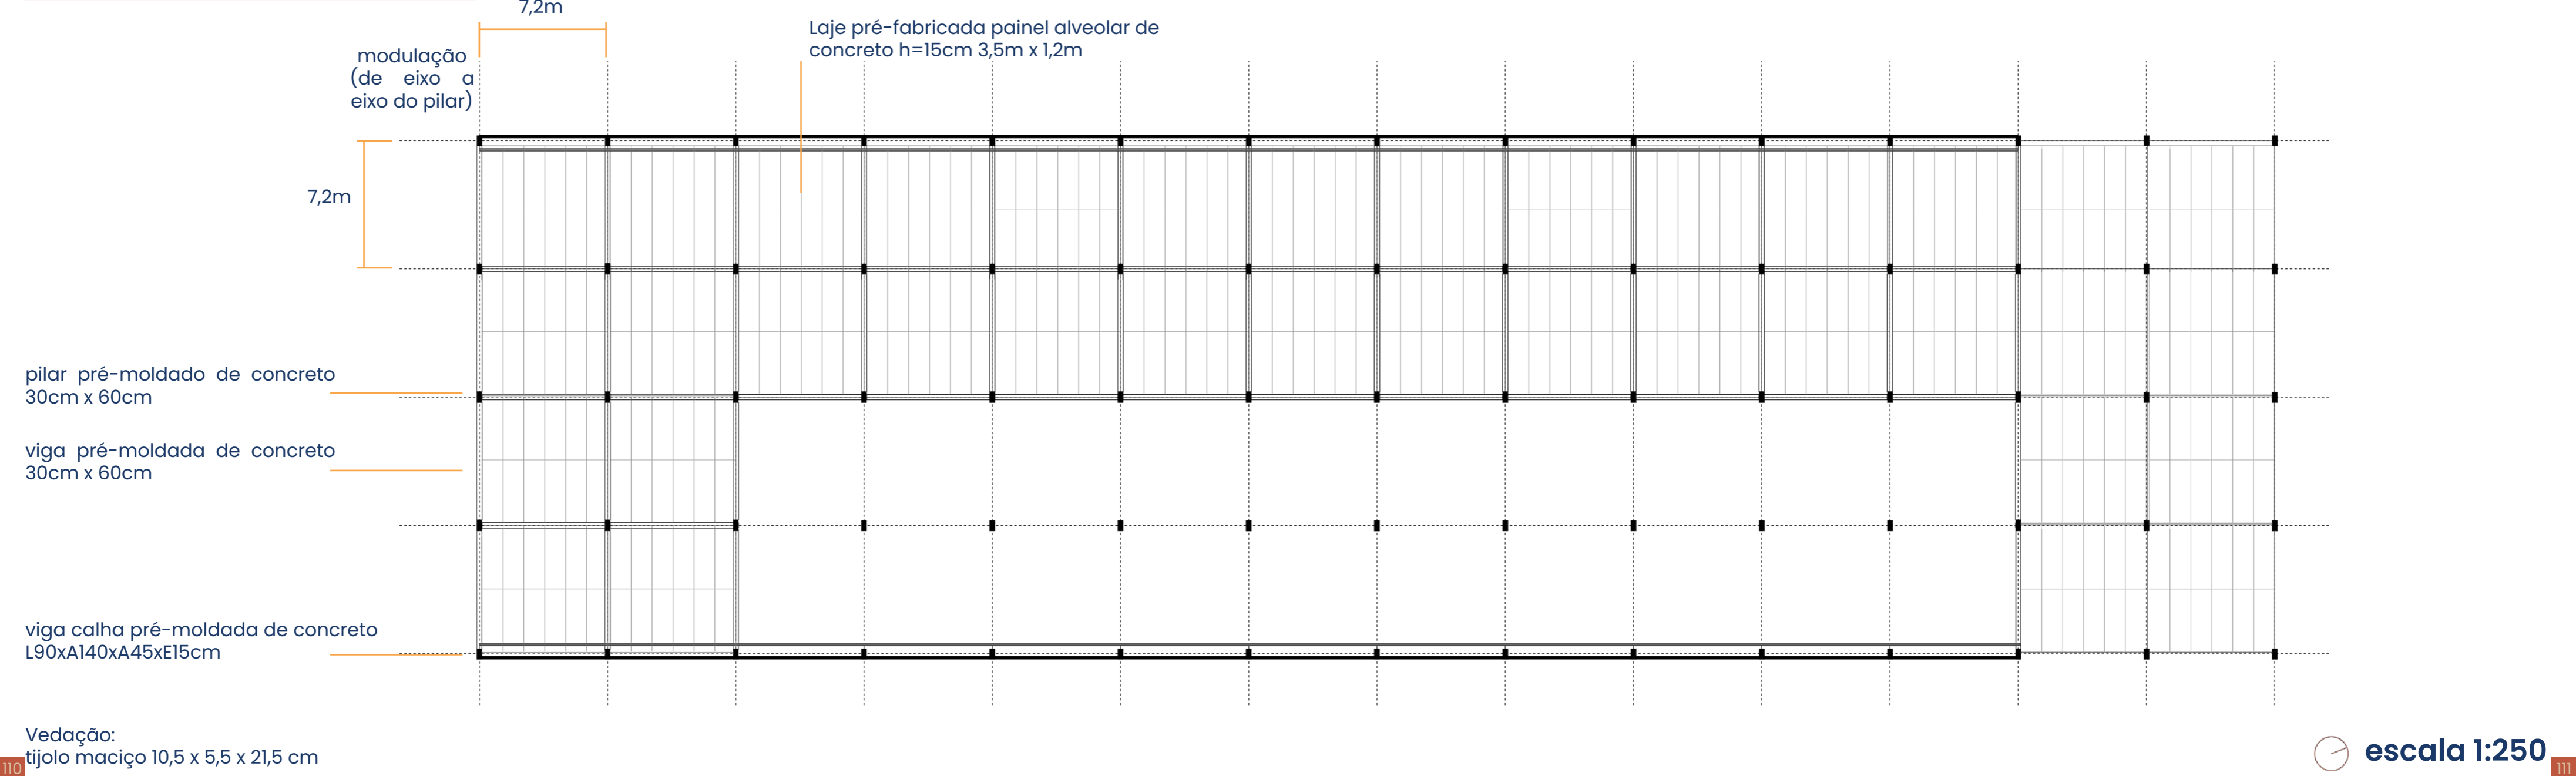 7,2m
Laje pré-fabricada painel alveolar de
concreto h=15cm 3,5m x 1,2m
modulação
(de eixo a
eixo do pilar)
7,2m
pilar pré-moldado de concreto
30cm x 60cm
viga pré-moldada de concreto
30cm x 60cm
viga calha pré-moldada de concreto
L90xA140xA45xE15cm
Vedação:
tijolo maciço 10,5 x 5,5 x 21,5 cm
110
escala 1:250
111